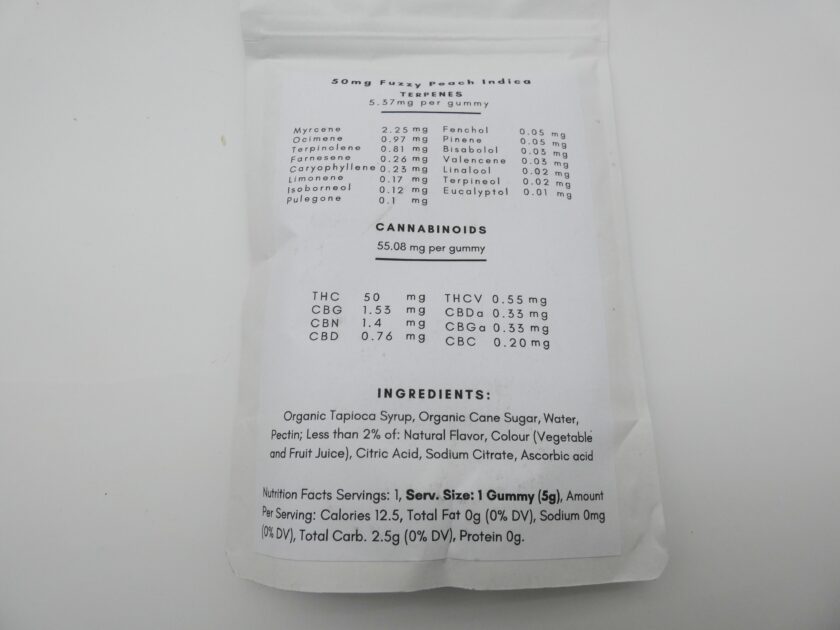 50mg Fuzzy Peach Indica
TERPENES
5.37mg per gummy
Myrcene 2.25 mg Fenchol 0.05 mg
Ocimene 0.97 mg Pinene 0.05 mg
Terpinolene 0.81 mg Bisabolol 0.03 mg
Farnesene 0.26 mg Valencene 0.03 mg
Caryophyllene 0.23 mg Linalool 0.02 mg
Limonene 0.17 mg Terpineol 0.02 mg
Isoborneol 0.12 mg Eucalyptol 0.01 mg
Pulegone 0.1 mg
CANNABINOIDS
55.08 mg per gummy
THC 50 mg THCV 0.55 mg
CBG 1.53 mg CBDa 0.33 mg
CBN 1.4 mg CBGa 0.33 mg
CBD 0.76 mg CBC 0.20 mg
INGREDIENTS:
Organic Tapioca Syrup, Organic Cane Sugar, Water,
Pectin; Less than 2% of: Natural Flavor, Colour (Vegetable
and Fruit Juice), Citric Acid, Sodium Citrate, Ascorbic acid
Nutrition Facts Servings: 1, Serv. Size: 1 Gummy (5g), Amount
Per Serving: Calories 12.5, Total Fat 0g (0% DV), Sodium 0mg
(0% DV), Total Carb. 2.5g (0% DV), Protein 0g.